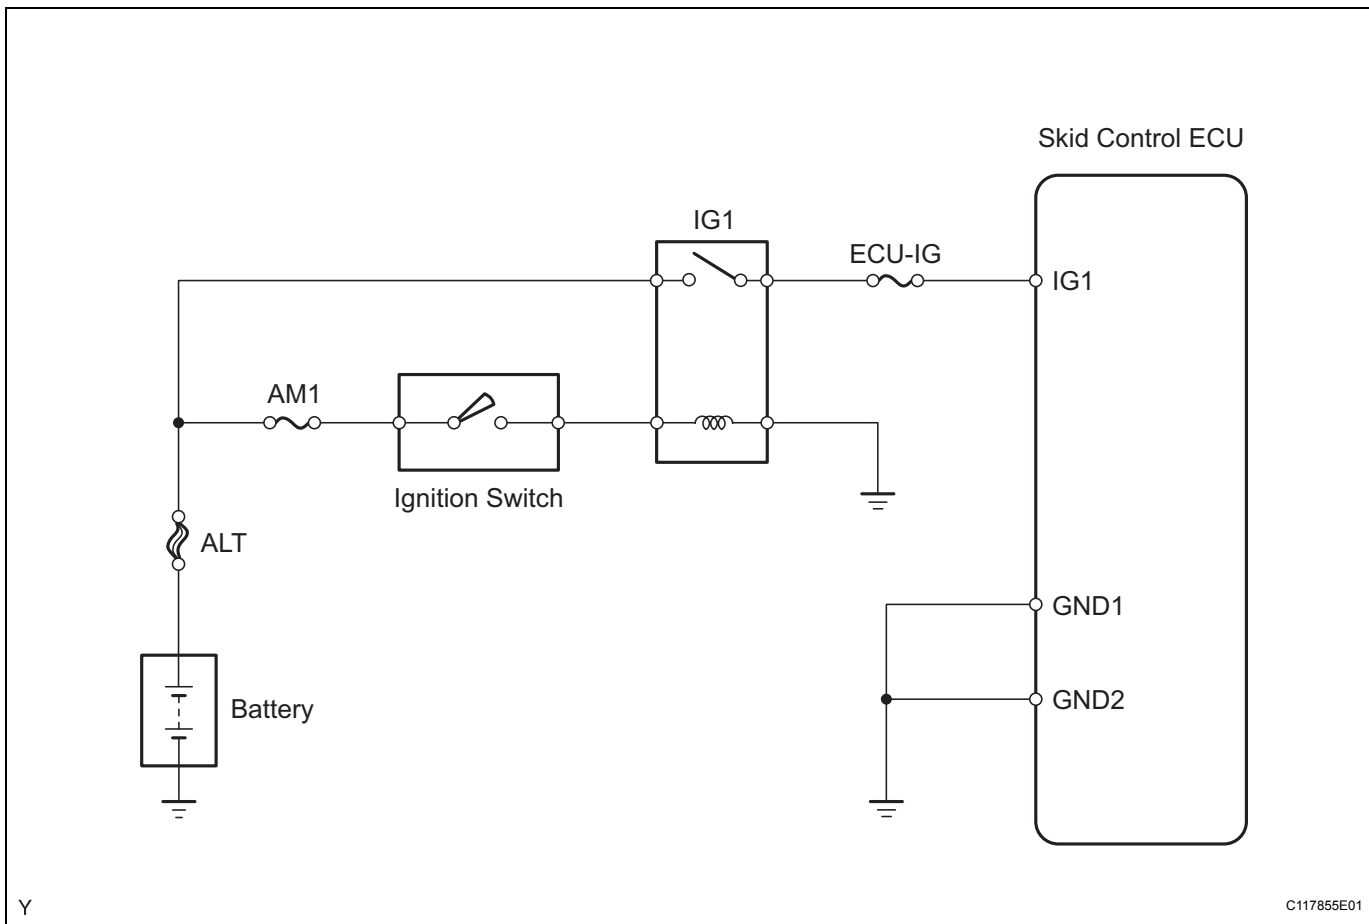 Skid Control ECU
IG1
ECU-IG
IG1
AM1
Ignition Switch
ALT
GND1
GND2
Battery
Y
C117855E01